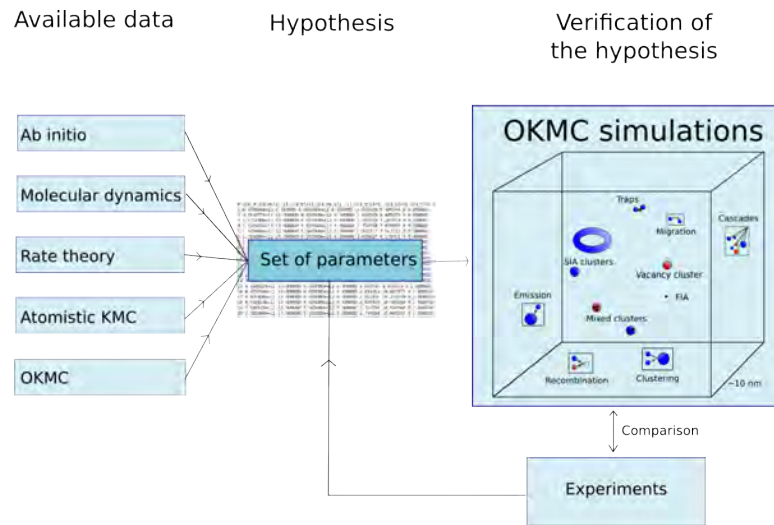 Available data
Hypothesis
Verification of
the hypothesis
Ab initio
Molecular dynamics
Rate theory
Atomistic KMC
OKMC
Set of parameters
OKMC simulations
Traps
Migration
Cascades
SIA clusters
Vacancy cluster
Emission
FIA
Mixed clusters
Recombination
Clustering
~10 nm
Comparison
Experiments